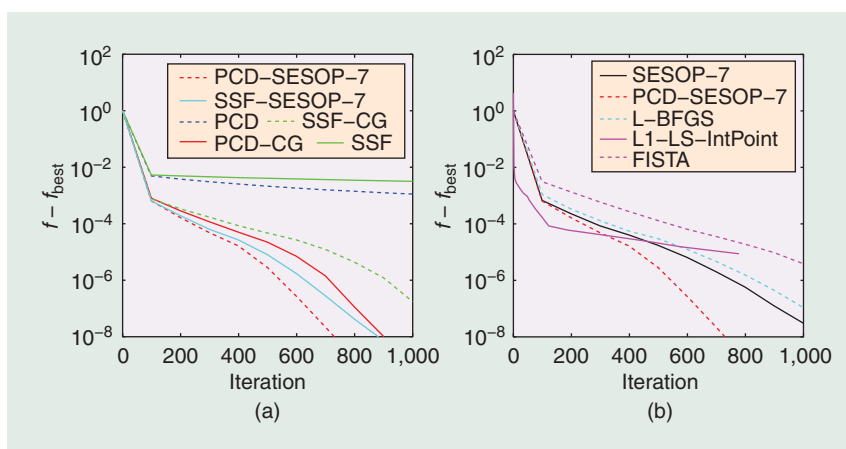 10^2
10^0
10^−2
10^−4
10^−6
10^−8
f − f_best
PCD−SESOP−7
SSF−SESOP−7
PCD SSF−CG
PCD−CG SSF
0 200 400 600 800 1,000
Iteration
(a)
10^2
10^0
10^−2
10^−4
10^−6
10^−8
f − f_best
SESOP−7
PCD−SESOP−7
L−BFGS
L1−LS−IntPoint
FISTA
0 200 400 600 800 1,000
Iteration
(b)